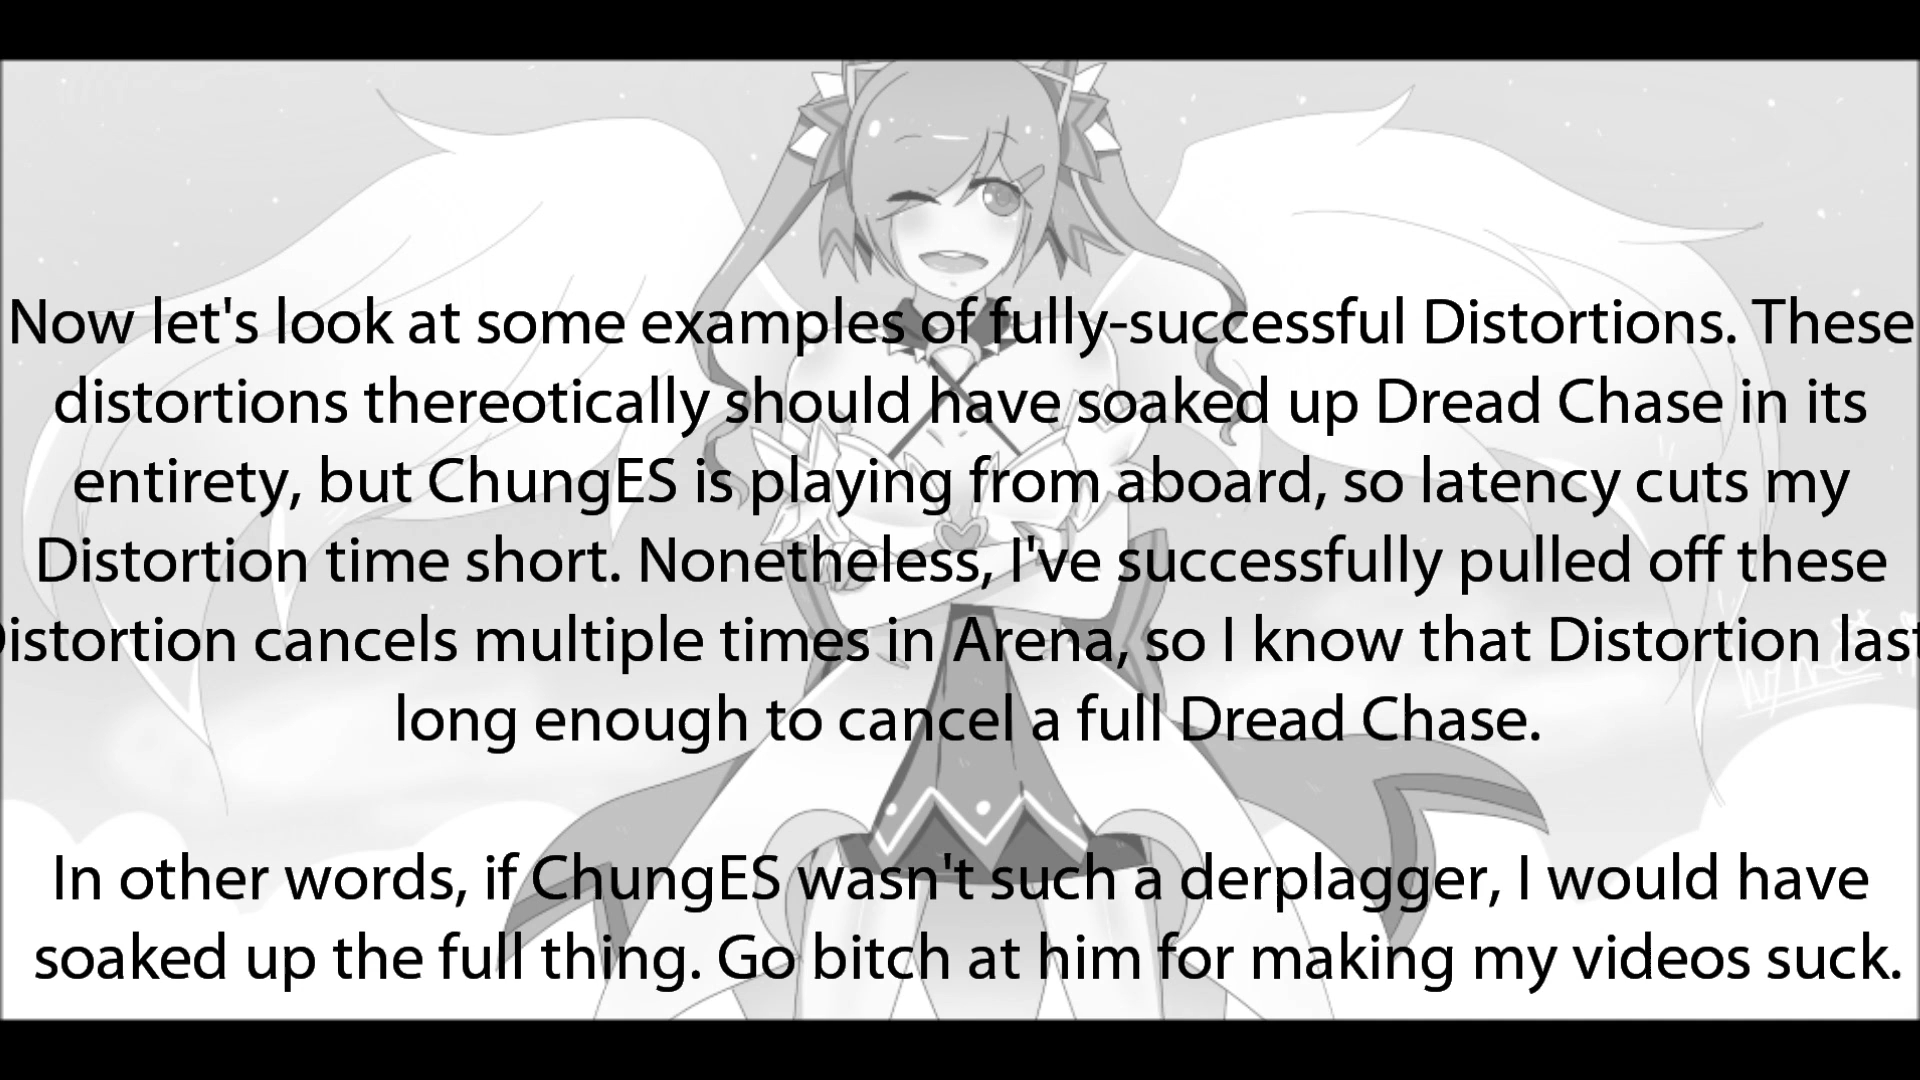 Now let's look at some examples of fully-successful Distortions. These
distortions thereotically should have soaked up Dread Chase in its
entirety, but ChungES is playing from aboard, so latency cuts my
Distortion time short. Nonetheless, I've successfully pulled off these
Distortion cancels multiple times in Arena, so I know that Distortion last
long enough to cancel a full Dread Chase.
In other words, if ChungES wasn't such a derplagger, I would have
soaked up the full thing. Go bitch at him for making my videos suck.